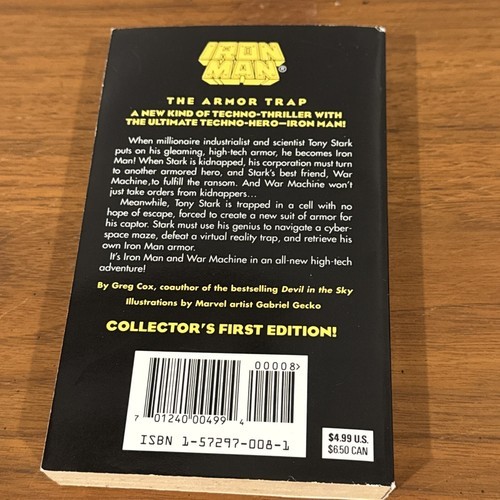 IRON
MAN®
THE ARMOR TRAP
A NEW KIND OF TECHNO-THRILLER WITH
THE ULTIMATE TECHNO-HERO—IRON MAN!
When millionaire industrialist and scientist Tony Stark
puts on his gleaming, high-tech armor, he becomes Iron
Man! When Stark is kidnapped, his corporation must turn
to another armored hero, and Stark's best friend, War
Machine, to fulfill the ransom. And War Machine won't
just take orders from kidnappers...
Meanwhile, Tony Stark is trapped in a cell with no
hope of escape, forced to create a new suit of armor for
his captor. Stark must use his genius to navigate a cyber-
space maze, defeat a virtual reality trap, and retrieve his
own Iron Man armor.
It's Iron Man and War Machine in an all-new high-tech
adventure!
By Greg Cox, coauthor of the bestselling Devil in the Sky
Illustrations by Marvel artist Gabriel Gecko
COLLECTOR'S FIRST EDITION!
00008>
7 01240 00499 4
ISBN 1-57297-008-1
$4.99 U.S.
$6.50 CAN